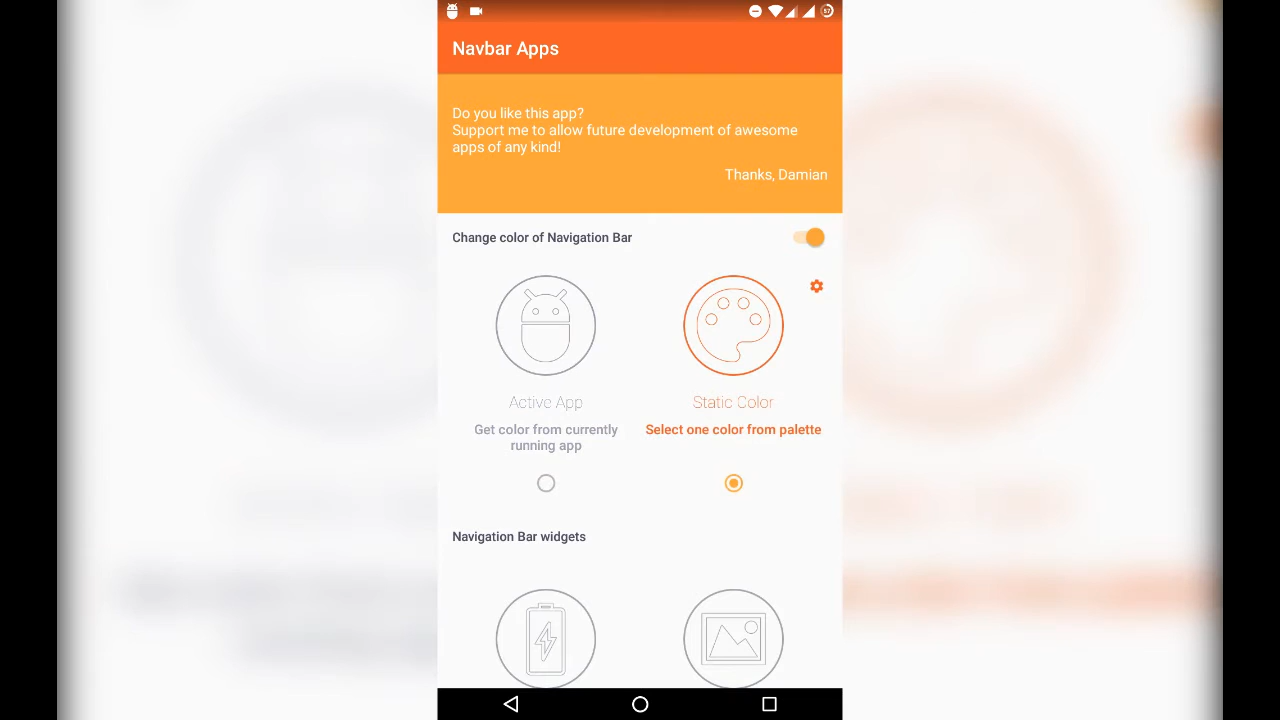 57
Navbar Apps
Do you like this app?
Support me to allow future development of awesome
apps of any kind!
Thanks, Damian
Change color of Navigation Bar
Active App
Get color from currently
running app
Static Color
Select one color from palette
Navigation Bar widgets